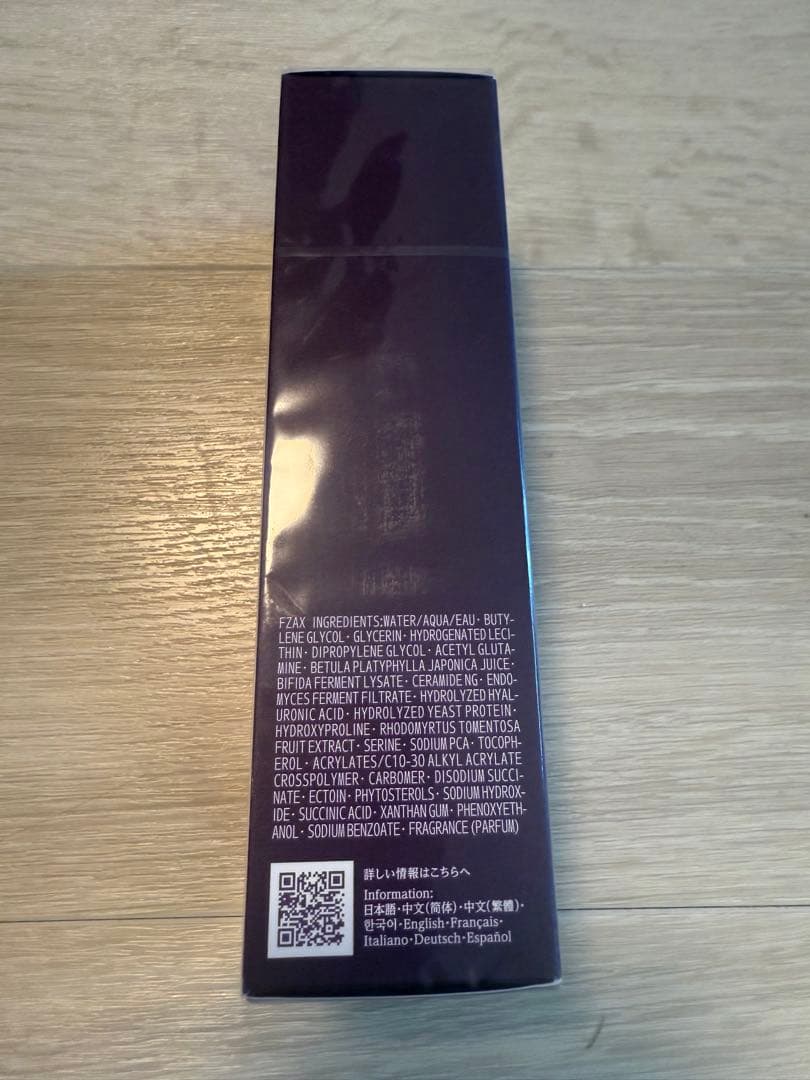 FZAX INGREDIENTS:WATER/AQUA/EAU・BUTY-
LENE GLYCOL・GLYCERIN・HYDROGENATED LECI-
THIN・DIPROPYLENE GLYCOL・ACETYL GLUTA-
MINE・BETULA PLATYPHYLLA JAPONICA JUICE・
BIFIDA FERMENT LYSATE・CERAMIDE NG・ENDO-
MYCES FERMENT FILTRATE・HYDROLYZED HYAL-
URONIC ACID・HYDROLYZED YEAST PROTEIN・
HYDROXYPROLINE・RHODOMYRTUS TOMENTOSA
FRUIT EXTRACT・SERINE・SODIUM PCA・TOCOPH-
EROL・ACRYLATES/C10-30 ALKYL ACRYLATE
CROSSPOLYMER・CARBOMER・DISODIUM SUCCI-
NATE・ECTOIN・PHYTOSTEROLS・SODIUM HYDROX-
IDE・SUCCINIC ACID・XANTHAN GUM・PHENOXYETH-
ANOL・SODIUM BENZOATE・FRAGRANCE (PARFUM)
詳しい情報はこちらへ
Information:
日本語・中文(简体)・中文(繁體)・
한국어・English・Français・
Italiano・Deutsch・Español